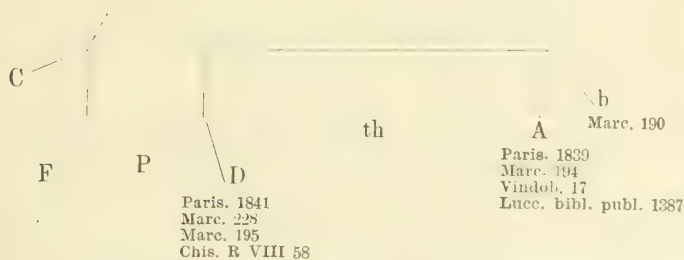 C
b
th A Marc. 190
F P D
Paris. 1839
Marc. 194
Vindob. 17
Lucc. bibl. publ. 1387
Paris. 1841
Marc. 228
Marc. 195
Chis. R VIII 58